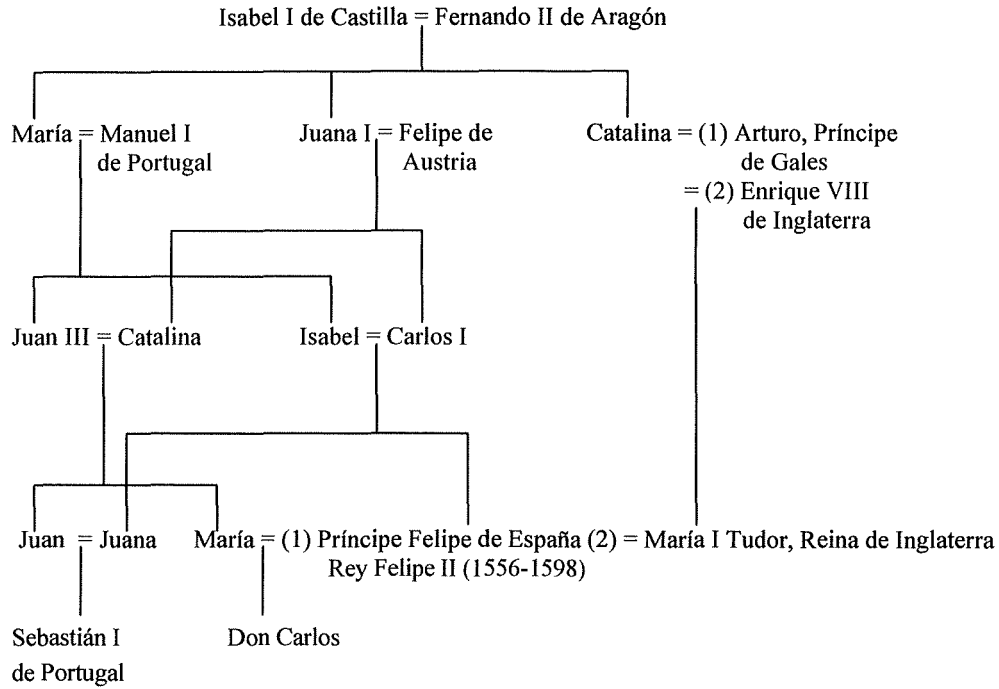 Isabel I de Castilla = Fernando II de Aragón
María = Manuel I
de Portugal
Juana I = Felipe de
Austria
Catalina = (1) Arturo, Príncipe
de Gales
= (2) Enrique VIII
de Inglaterra
Juan III = Catalina
Isabel = Carlos I
Juan = Juana
María = (1) Príncipe Felipe de España (2) = María I Tudor, Reina de Inglaterra
Rey Felipe II (1556-1598)
Sebastián I
de Portugal
Don Carlos